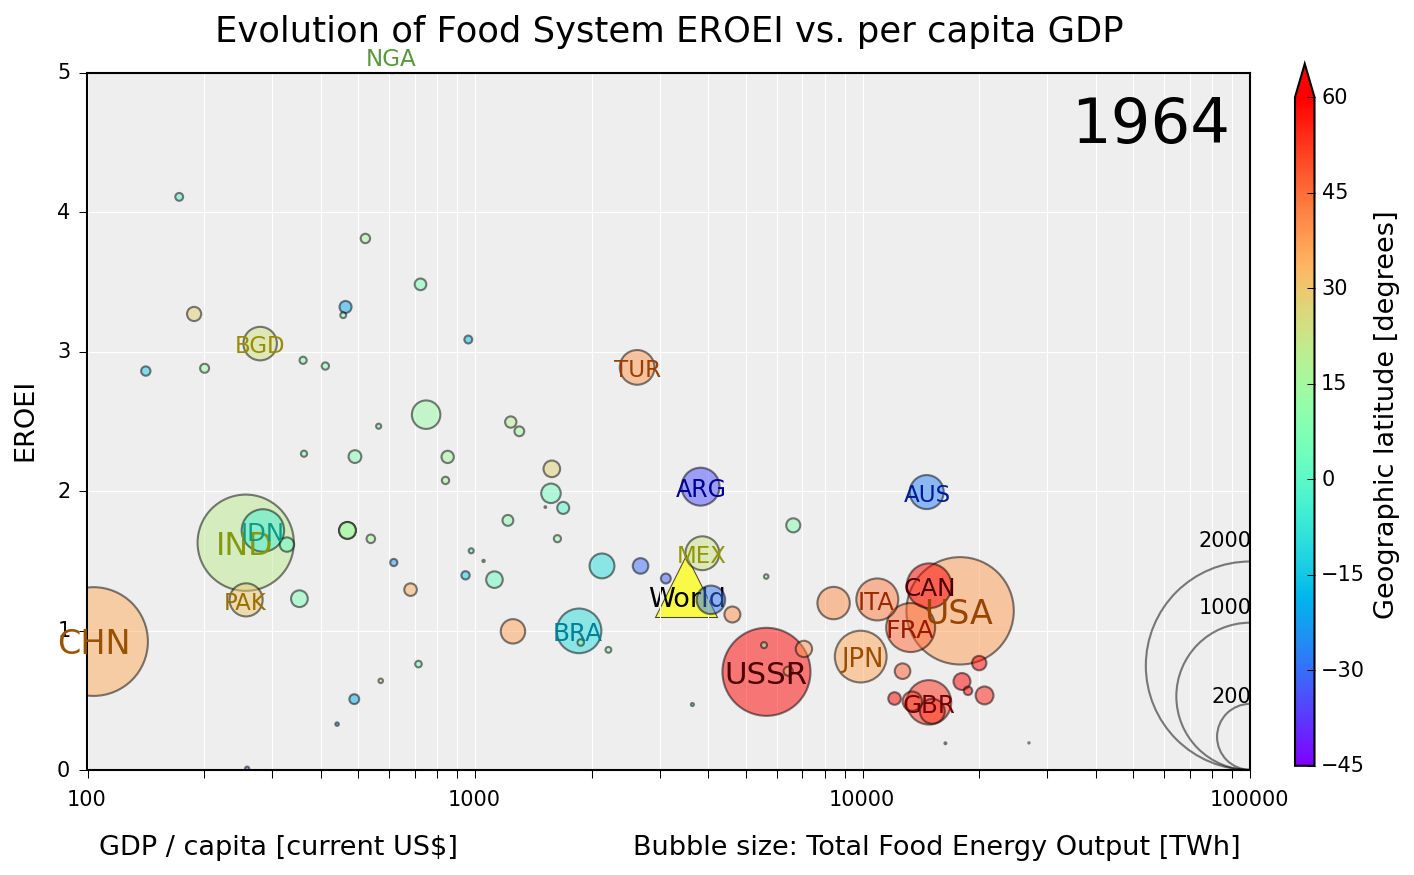 Evolution of Food System EROEI vs. per capita GDP
NGA
1964
5
4
3
2
1
0
EROEI
BGD
TUR
ARG
AUS
IDN
IND
MEX
PAK
World
CAN
ITA
USA
CHN
BRA
FRA
JPN
USSR
GBR
2000
1000
200
100
1000
10000
100000
GDP / capita [current US$]
Bubble size: Total Food Energy Output [TWh]
60
45
30
15
0
−15
−30
−45
Geographic latitude [degrees]